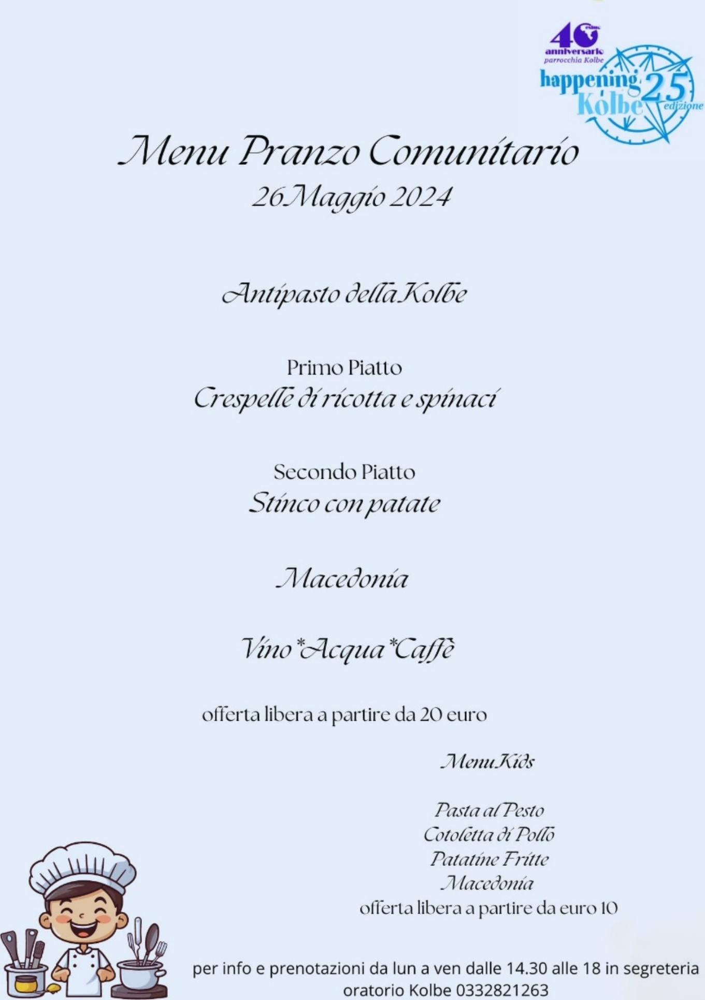 40
anniversario
parrocchia Kolbe
happening 25
Kolbe edizione
Menu Pranzo Comunitario
26 Maggio 2024
Antipasto della Kolbe
Primo Piatto
Crespelle di ricotta e spinaci
Secondo Piatto
Stinco con patate
Macedonia
Vino*Acqua*Caffè
offerta libera a partire da 20 euro
Menu Kids
Pasta al Pesto
Cotoletta di Pollo
Patatine Fritte
Macedonia
offerta libera a partire da euro 10
per info e prenotazioni da lun a ven dalle 14.30 alle 18 in segreteria
oratorio Kolbe 0332821263